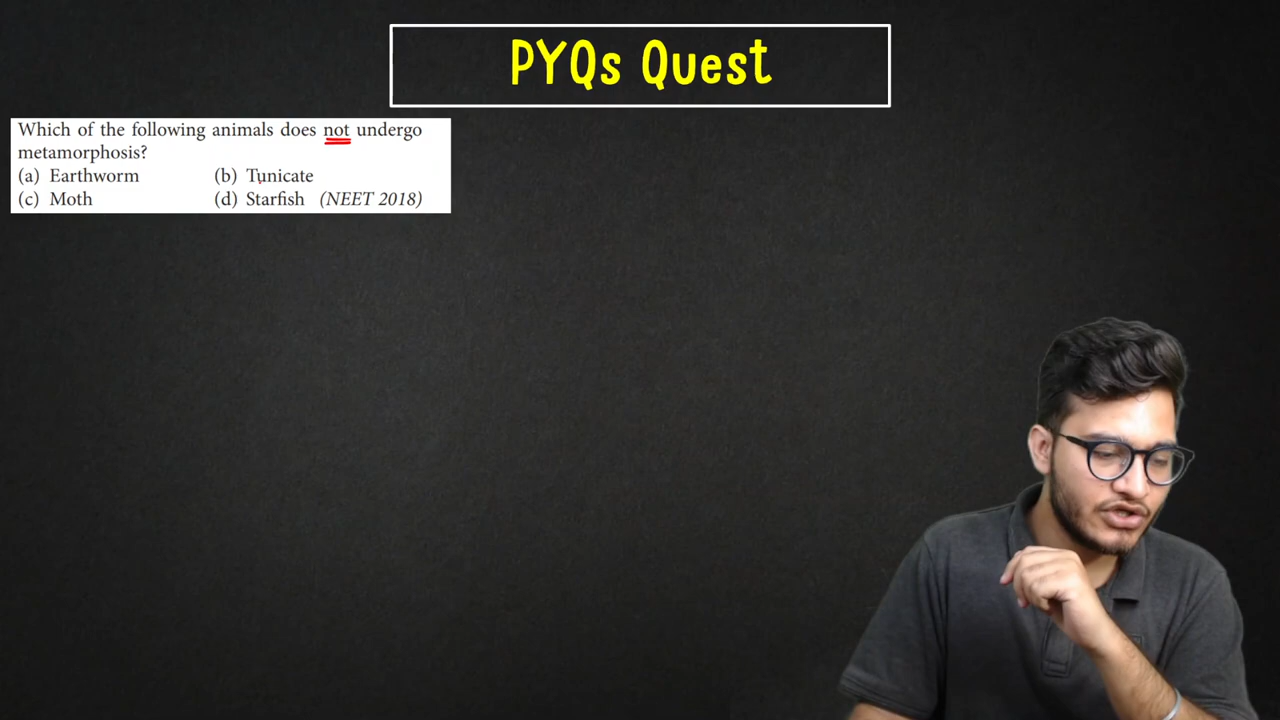 PYQs Quest
Which of the following animals does not undergo
metamorphosis?
(a) Earthworm (b) Tunicate
(c) Moth (d) Starfish (NEET 2018)